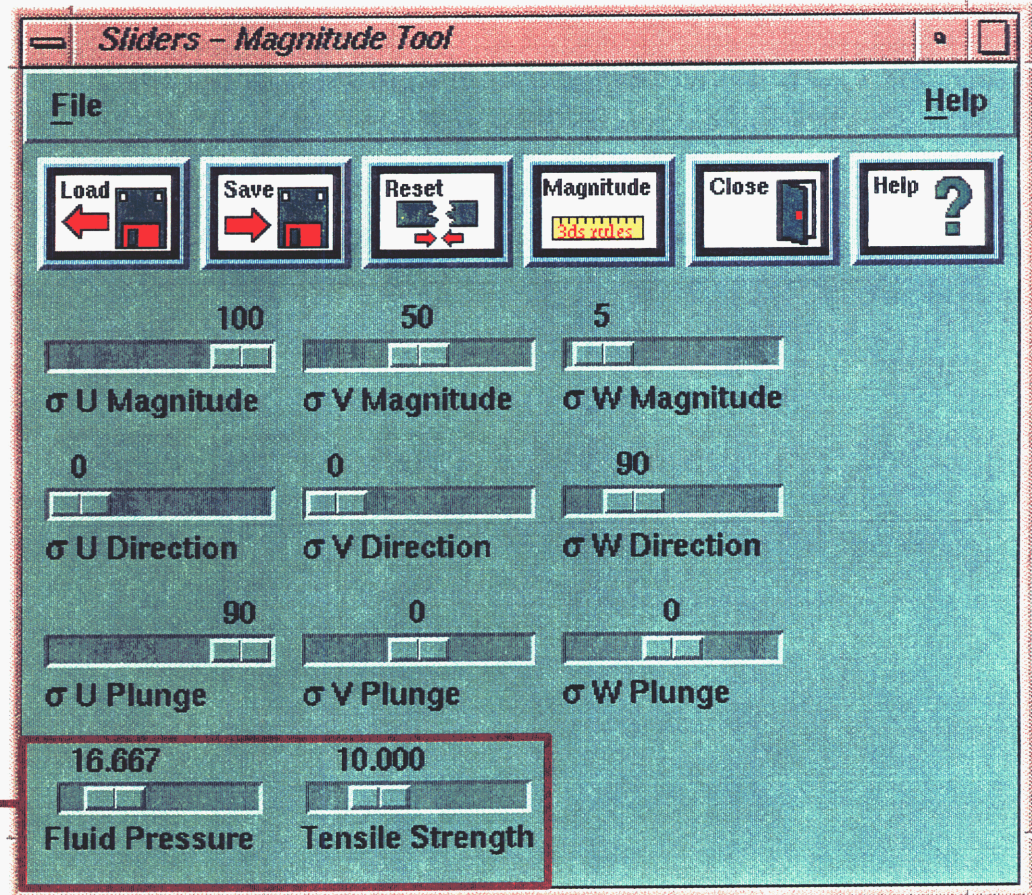 Sliders – Magnitude Tool
File Help
Load Save Reset Magnitude Close Help ?
3ds rules
100 50 5
σ U Magnitude σ V Magnitude σ W Magnitude
0 0 90
σ U Direction σ V Direction σ W Direction
90 0 0
σ U Plunge σ V Plunge σ W Plunge
16.667 10.000
Fluid Pressure Tensile Strength